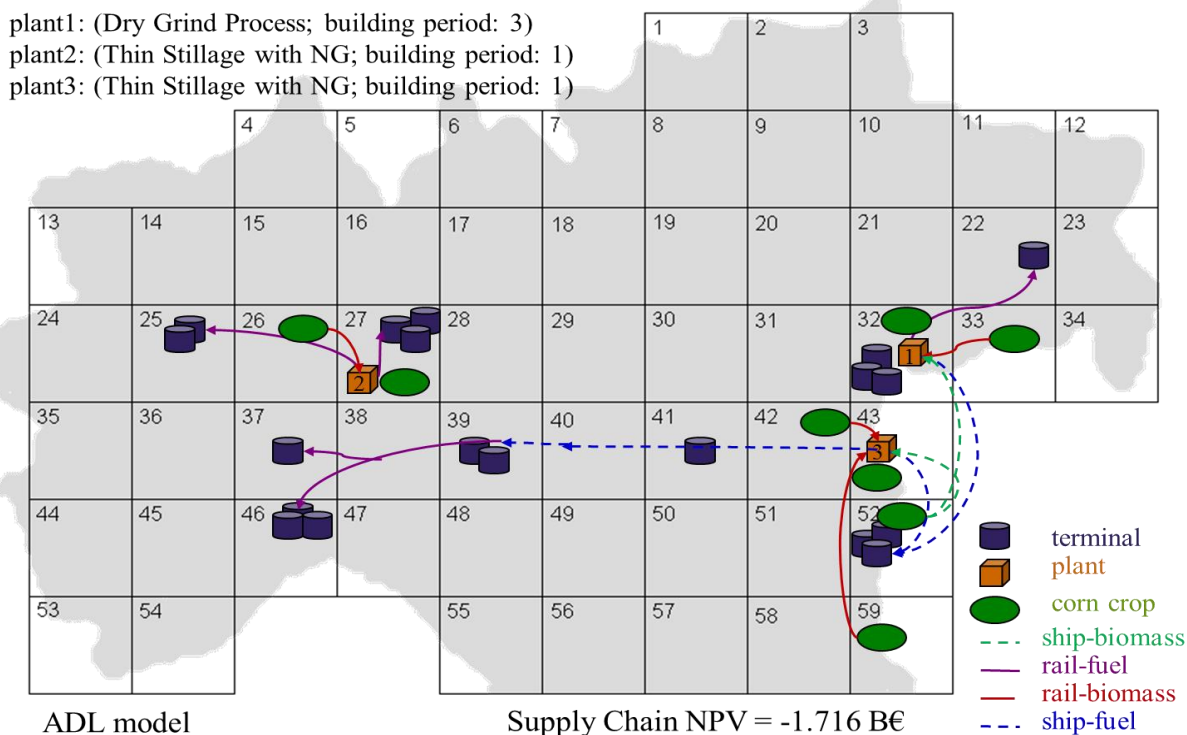 plant1: (Dry Grind Process; building period: 3)
plant2: (Thin Stillage with NG; building period: 1)
plant3: (Thin Stillage with NG; building period: 1)
1 2 3
4 5 6 7 8 9 10 11 12
13 14 15 16 17 18 19 20 21 22 23
24 25 26 27 28 29 30 31 32 33 34
1
2
35 36 37 38 39 40 41 42 43
3
44 45 46 47 48 49 50 51 52
terminal
plant
53 54 55 56 57 58 59
corn crop
ship-biomass
rail-fuel
rail-biomass
ship-fuel
ADL model
Supply Chain NPV = -1.716 B€